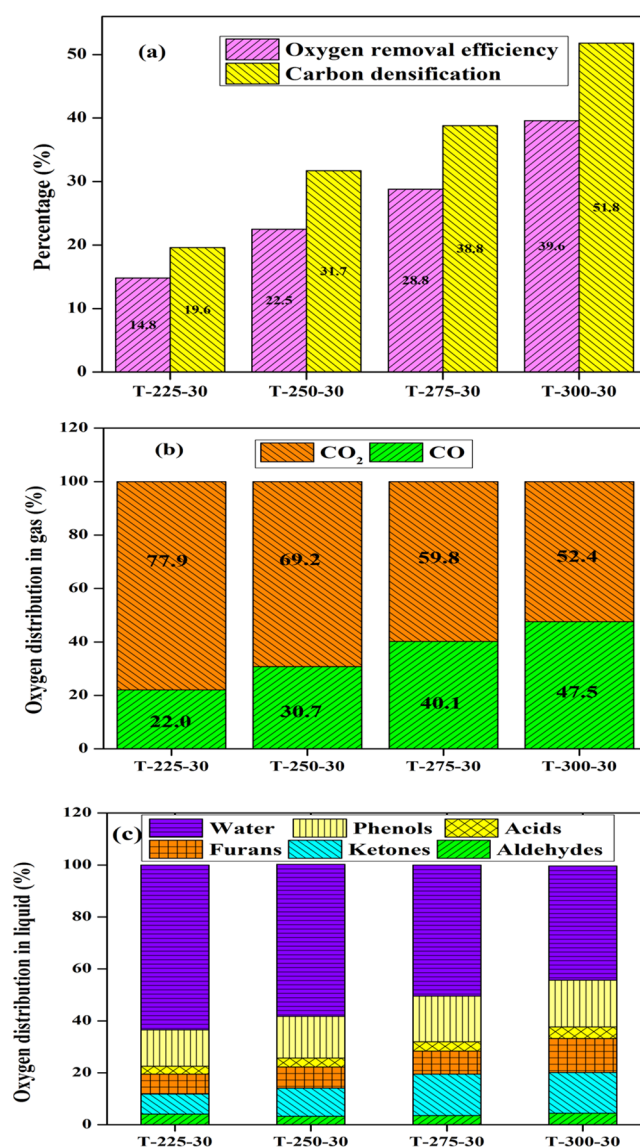 (a)
Oxygen removal efficiency
Carbon densification
Percentage (%)
50
40
30
20
10
0
14.8
19.6
22.5
31.7
28.8
38.8
39.6
51.8
T-225-30
T-250-30
T-275-30
T-300-30
(b)
CO₂ CO
Oxygen distribution in gas (%)
120
100
80
60
40
20
0
77.9
69.2
59.8
52.4
22.0
30.7
40.1
47.5
T-225-30
T-250-30
T-275-30
T-300-30
(c)
Water Phenols Acids
Furans Ketones Aldehydes
Oxygen distribution in liquid (%)
120
100
80
60
40
20
0
T-225-30
T-250-30
T-275-30
T-300-30